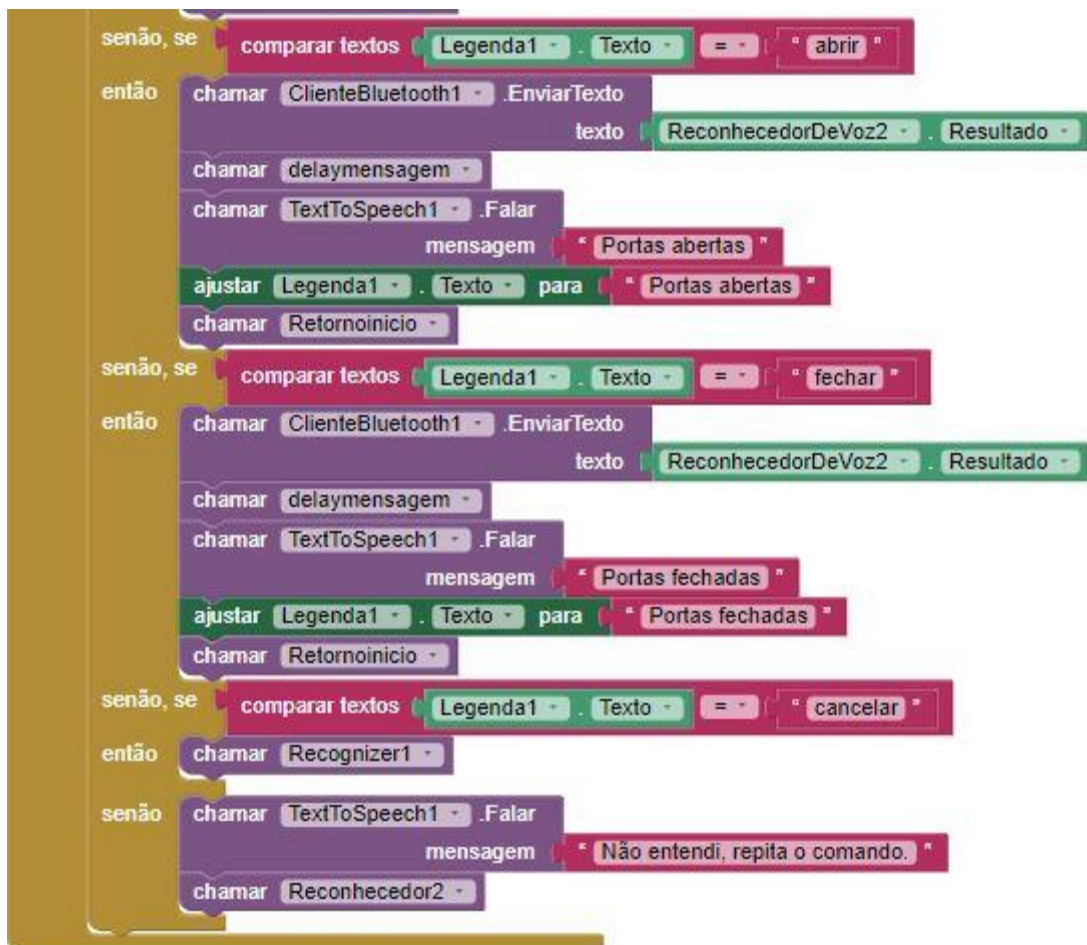 senão, se comparar textos Legenda1 . Texto = " abrir "
então chamar ClienteBluetooth1 .EnviarTexto
texto ReconhecedorDeVoz2 . Resultado
chamar delaymensagem
chamar TextToSpeech1 .Falar
mensagem " Portas abertas "
ajustar Legenda1 . Texto para " Portas abertas "
chamar Retornoinicio
senão, se comparar textos Legenda1 . Texto = " fechar "
então chamar ClienteBluetooth1 .EnviarTexto
texto ReconhecedorDeVoz2 . Resultado
chamar delaymensagem
chamar TextToSpeech1 .Falar
mensagem " Portas fechadas "
ajustar Legenda1 . Texto para " Portas fechadas "
chamar Retornoinicio
senão, se comparar textos Legenda1 . Texto = " cancelar "
então chamar Recognizer1
senão chamar TextToSpeech1 .Falar
mensagem " Não entendi, repita o comando. "
chamar Reconhecedor2